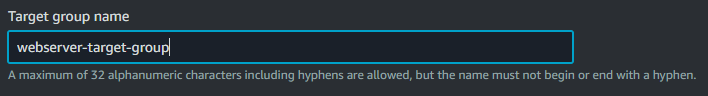 Target group name
webserver-target-group
A maximum of 32 alphanumeric characters including hyphens are allowed, but the name must not begin or end with a hyphen.